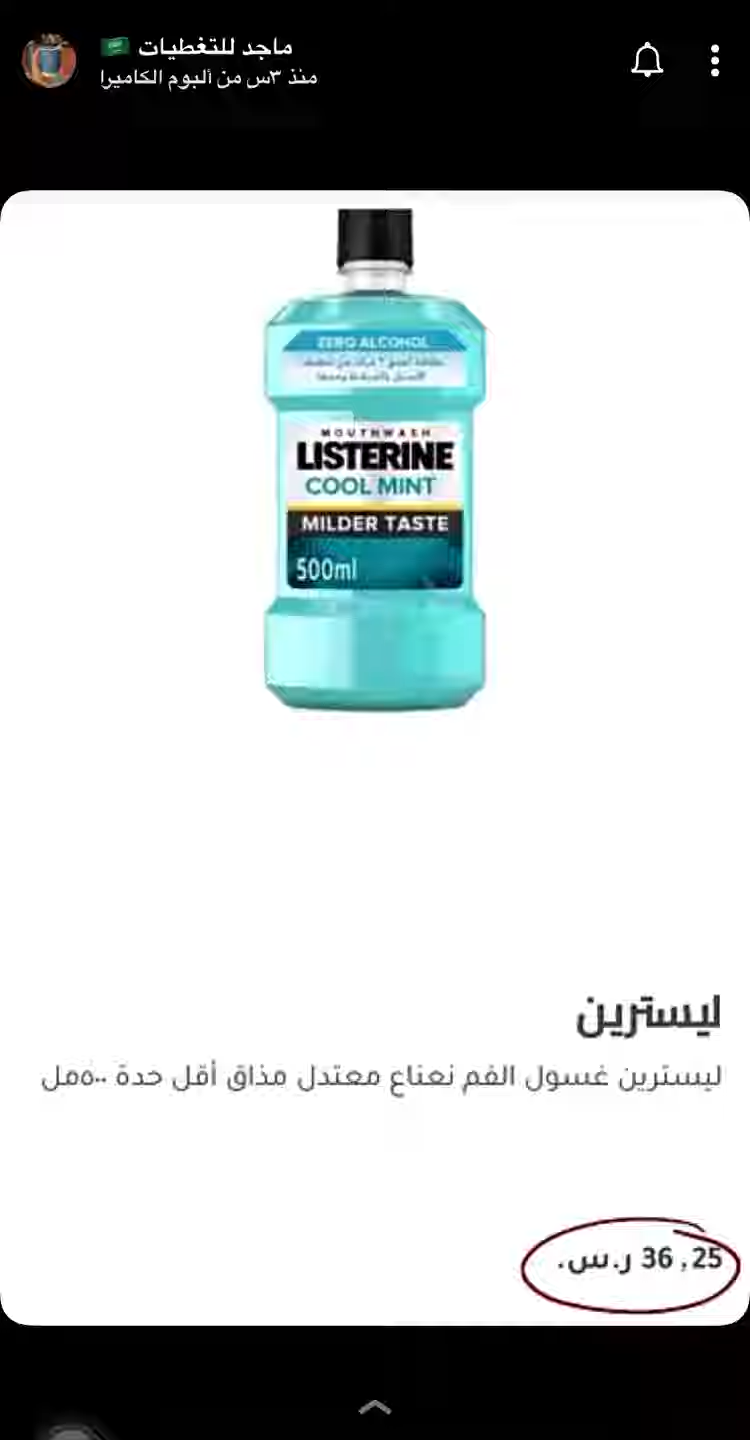 ماجد للتغطيات
منذ ٣س من ألبوم الكاميرا
ZERO ALCOHOL
MOUTHWASH
LISTERINE
COOL MINT
MILDER TASTE
500ml
ليسترين
ليسترين غسول الفم نعناع معتدل مذاق أقل حدة ٥٠٠مل
36,25 ر.س.